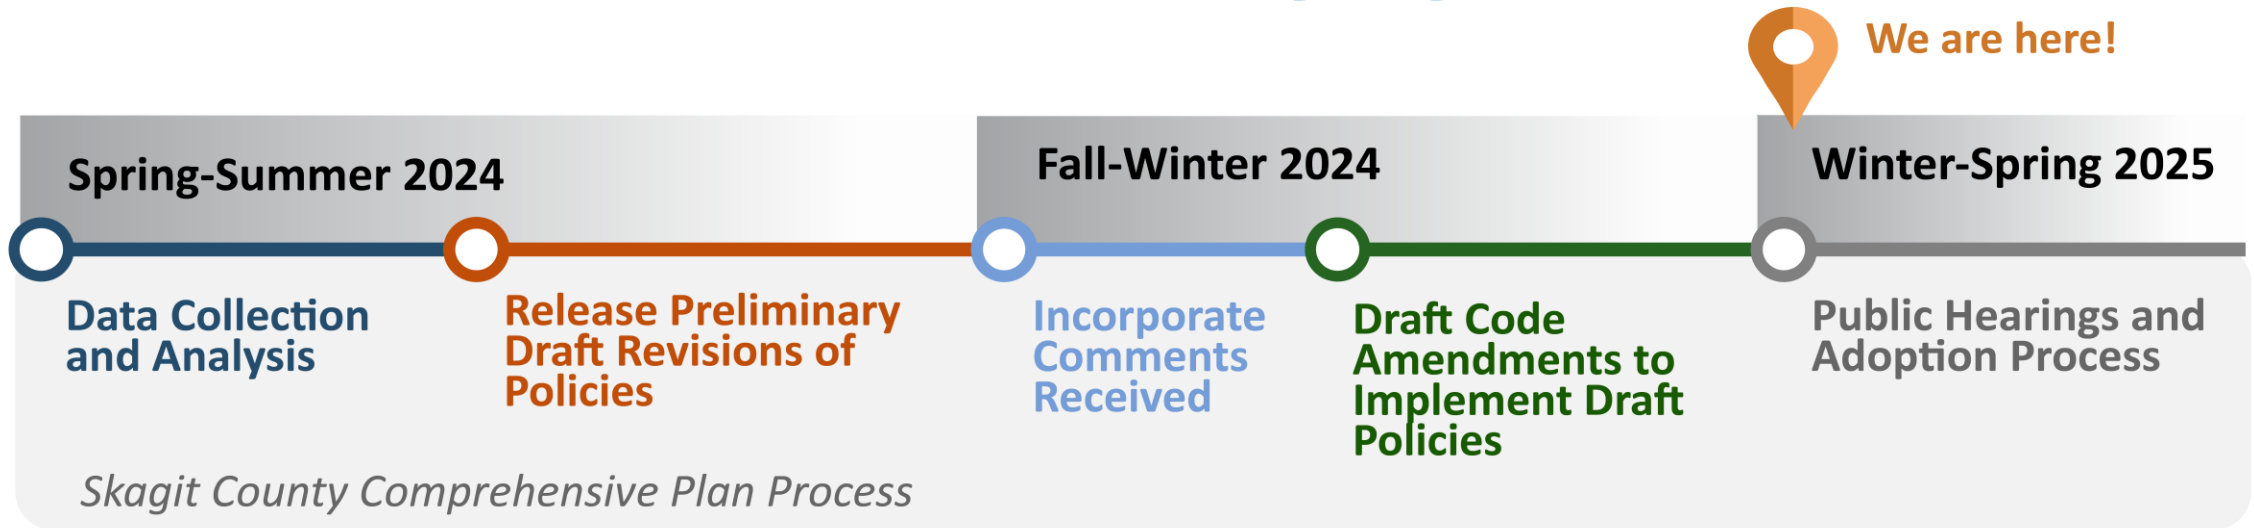 We are here!
Spring-Summer 2024
Fall-Winter 2024
Winter-Spring 2025
Data Collection
and Analysis
Release Preliminary
Draft Revisions of
Policies
Incorporate
Comments
Received
Draft Code
Amendments to
Implement Draft
Policies
Public Hearings and
Adoption Process
Skagit County Comprehensive Plan Process